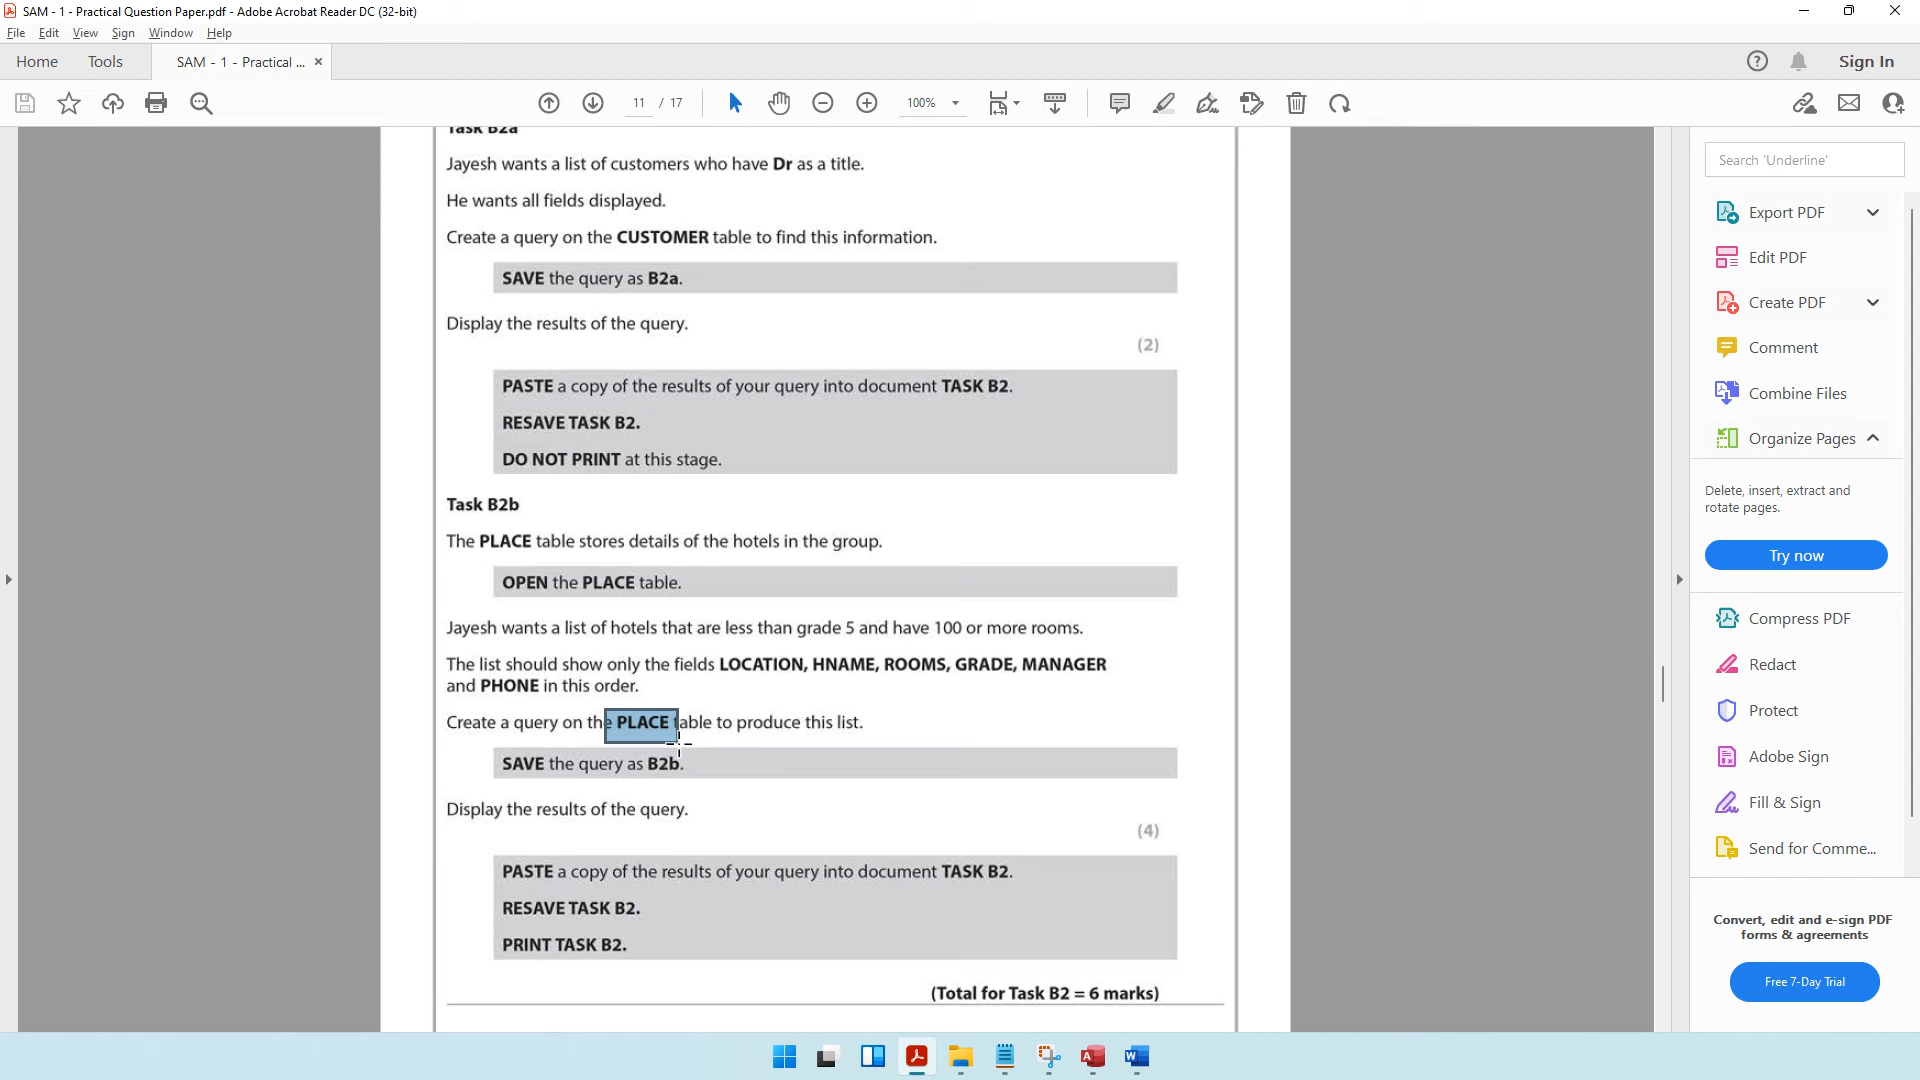 SAM - 1 - Practical Question Paper.pdf - Adobe Acrobat Reader DC (32-bit)
File Edit View Sign Window Help
Home Tools SAM - 1 - Practical ... × Sign In
11 / 17 100%
Task B2a
Jayesh wants a list of customers who have Dr as a title.
He wants all fields displayed.
Create a query on the CUSTOMER table to find this information.
SAVE the query as B2a.
Display the results of the query.
(2)
PASTE a copy of the results of your query into document TASK B2.
RESAVE TASK B2.
DO NOT PRINT at this stage.
Task B2b
The PLACE table stores details of the hotels in the group.
OPEN the PLACE table.
Jayesh wants a list of hotels that are less than grade 5 and have 100 or more rooms.
The list should show only the fields LOCATION, HNAME, ROOMS, GRADE, MANAGER
and PHONE in this order.
Create a query on the PLACE table to produce this list.
SAVE the query as B2b.
Display the results of the query.
(4)
PASTE a copy of the results of your query into document TASK B2.
RESAVE TASK B2.
PRINT TASK B2.
(Total for Task B2 = 6 marks)
Search 'Underline'
Export PDF
Edit PDF
Create PDF
Comment
Combine Files
Organize Pages
Delete, insert, extract and
rotate pages.
Try now
Compress PDF
Redact
Protect
Adobe Sign
Fill & Sign
Send for Comme...
Convert, edit and e-sign PDF
forms & agreements
Free 7-Day Trial